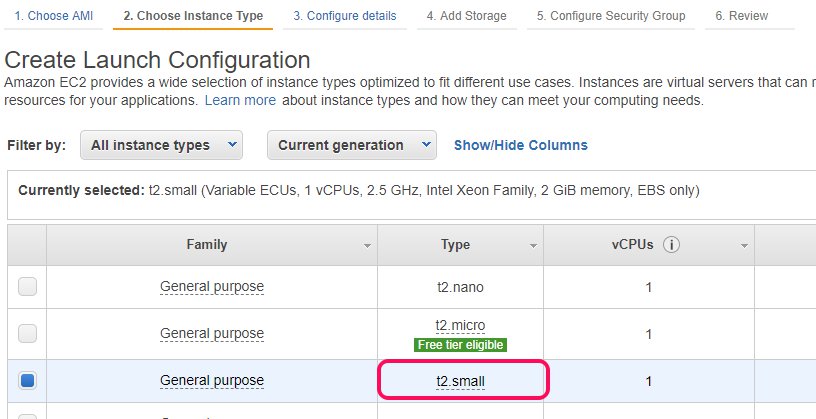 1. Choose AMI 2. Choose Instance Type 3. Configure details 4. Add Storage 5. Configure Security Group 6. Review
Create Launch Configuration
Amazon EC2 provides a wide selection of instance types optimized to fit different use cases. Instances are virtual servers that can
resources for your applications. Learn more about instance types and how they can meet your computing needs.
Filter by: All instance types Current generation Show/Hide Columns
Currently selected: t2.small (Variable ECUs, 1 vCPUs, 2.5 GHz, Intel Xeon Family, 2 GiB memory, EBS only)
Family Type vCPUs i
General purpose t2.nano 1
General purpose t2.micro 1
Free tier eligible
General purpose t2.small 1